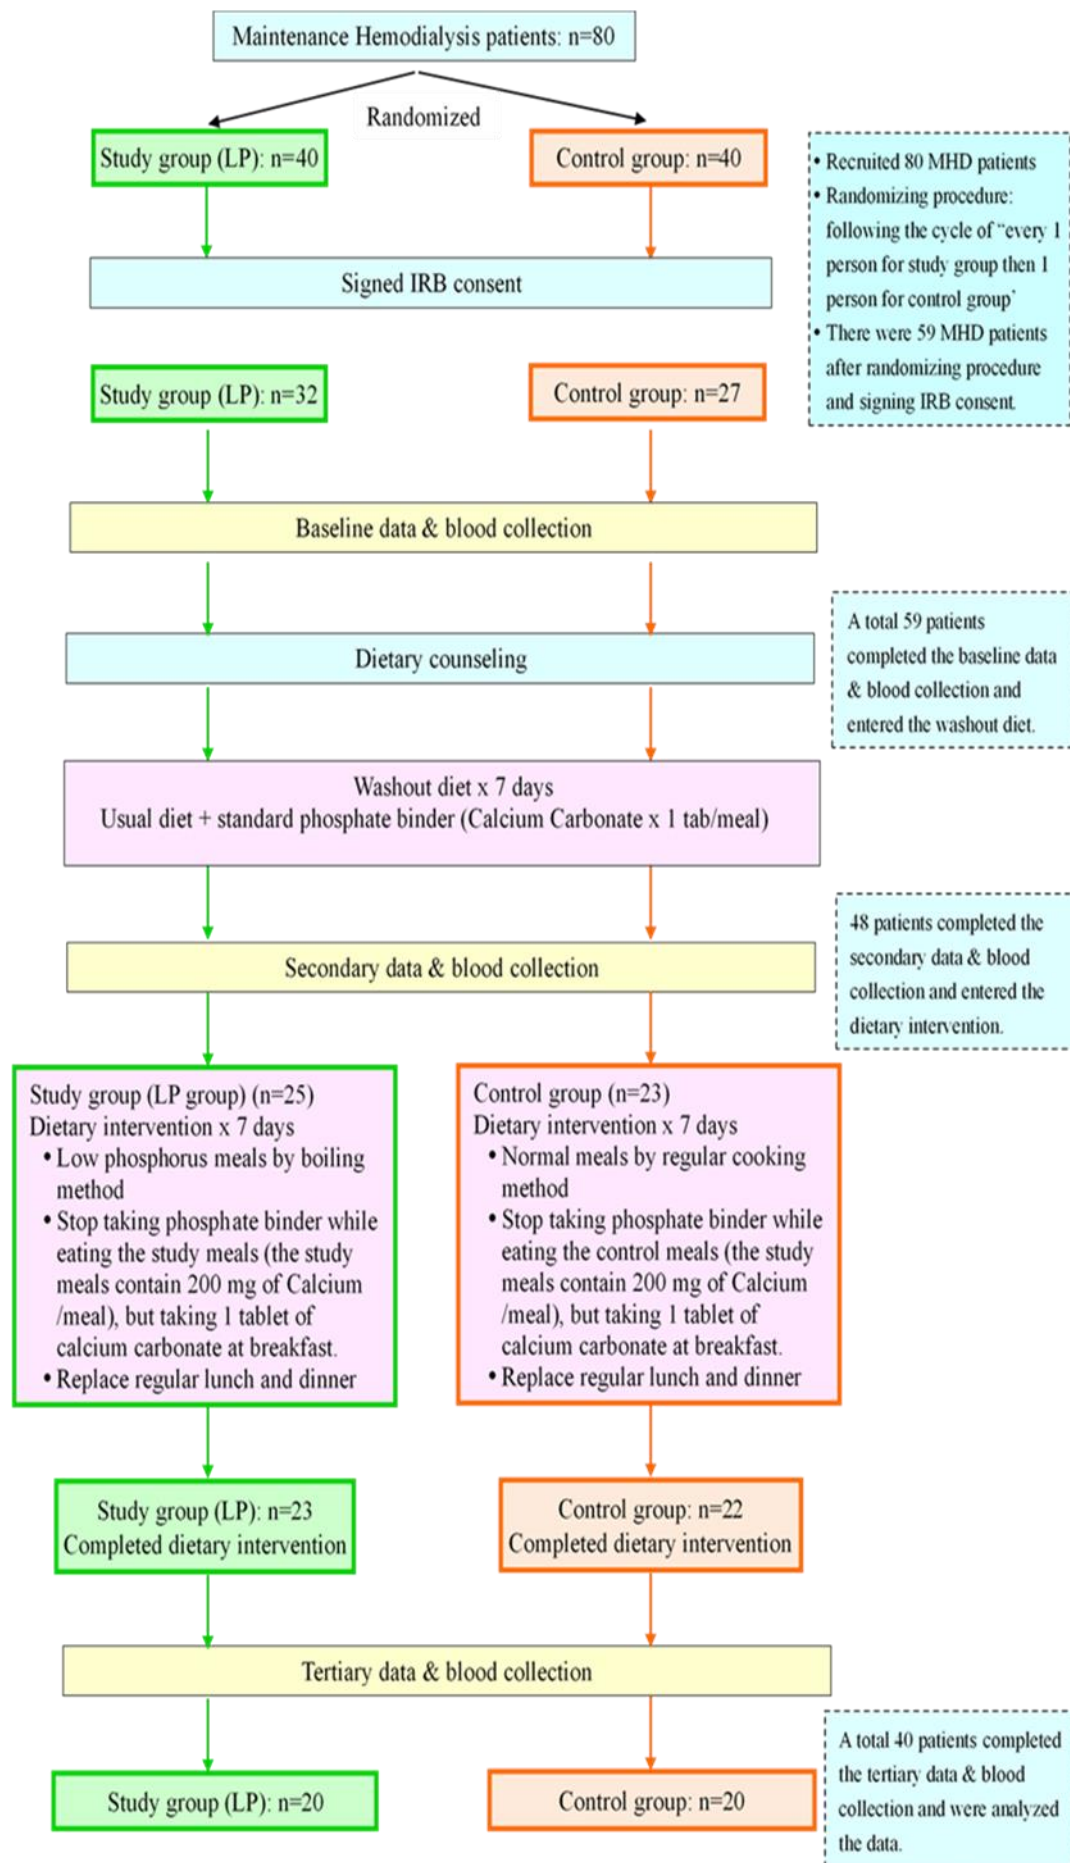 Maintenance Hemodialysis patients: n=80
Randomized
Study group (LP): n=40
Control group: n=40
• Recruited 80 MHD patients
• Randomizing procedure:
following the cycle of “every 1
person for study group then 1
person for control group’
• There were 59 MHD patients
after randomizing procedure
and signing IRB consent.
Signed IRB consent
Study group (LP): n=32
Control group: n=27
Baseline data & blood collection
A total 59 patients
completed the baseline data
& blood collection and
entered the washout diet.
Dietary counseling
Washout diet x 7 days
Usual diet + standard phosphate binder (Calcium Carbonate x 1 tab/meal)
48 patients completed the
secondary data & blood
collection and entered the
dietary intervention.
Secondary data & blood collection
Study group (LP group) (n=25)
Dietary intervention x 7 days
• Low phosphorus meals by boiling
method
• Stop taking phosphate binder while
eating the study meals (the study
meals contain 200 mg of Calcium
/meal), but taking 1 tablet of
calcium carbonate at breakfast.
• Replace regular lunch and dinner
Control group (n=23)
Dietary intervention x 7 days
• Normal meals by regular cooking
method
• Stop taking phosphate binder while
eating the control meals (the study
meals contain 200 mg of Calcium
/meal), but taking 1 tablet of
calcium carbonate at breakfast.
• Replace regular lunch and dinner
Study group (LP): n=23
Completed dietary intervention
Control group: n=22
Completed dietary intervention
Tertiary data & blood collection
A total 40 patients completed
the tertiary data & blood
collection and were analyzed
the data.
Study group (LP): n=20
Control group: n=20